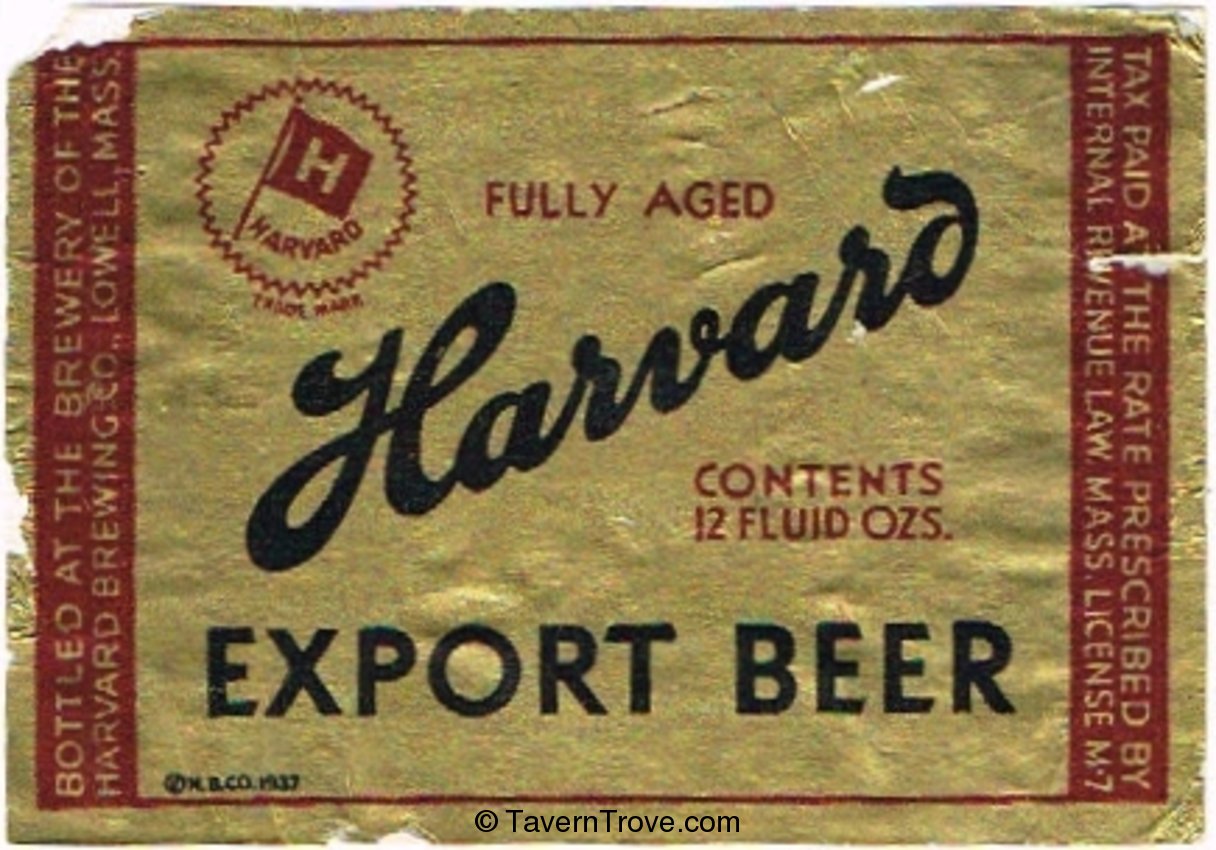 BOTTLED AT THE BREWERY OF THE
HARVARD BREWING CO., LOWELL, MASS.
H
HARVARD
TRADE MARK
FULLY AGED
Harvard
CONTENTS
12 FLUID OZS.
EXPORT BEER
© H.B.CO. 1937
TAX PAID AT THE RATE PRESCRIBED BY
INTERNAL REVENUE LAW, MASS. LICENSE M-7
© TavernTrove.com